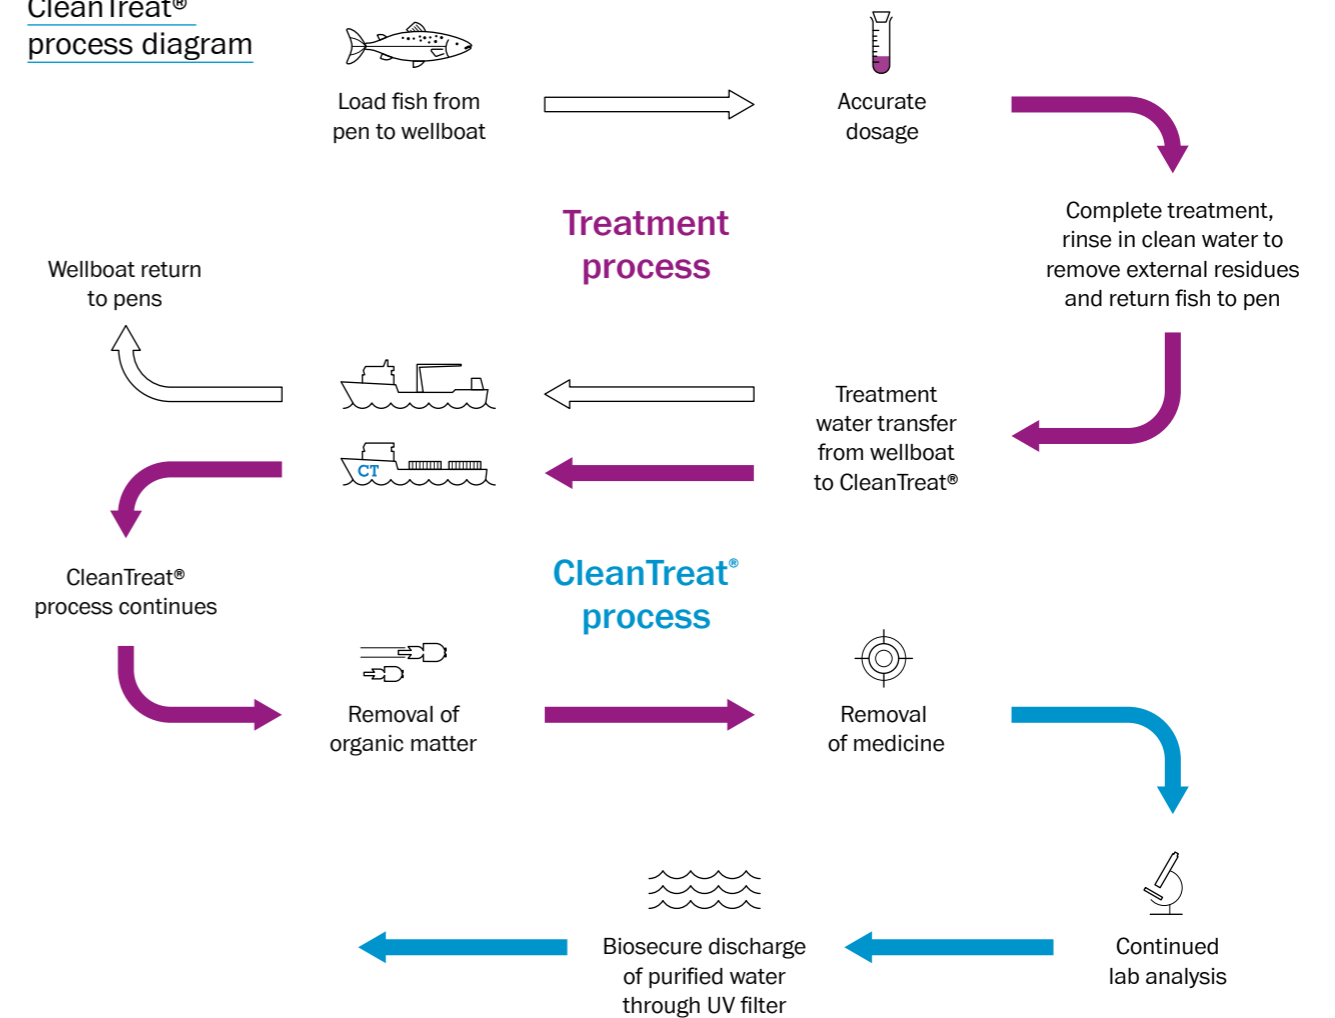 CleanTreat®
process diagram
Load fish from
pen to wellboat
Accurate
dosage
Treatment
process
Complete treatment,
rinse in clean water to
remove external residues
and return fish to pen
Wellboat return
to pens
Treatment
water transfer
from wellboat
to CleanTreat®
CT
CleanTreat®
process continues
CleanTreat®
process
Removal of
organic matter
Removal
of medicine
Continued
lab analysis
Biosecure discharge
of purified water
through UV filter